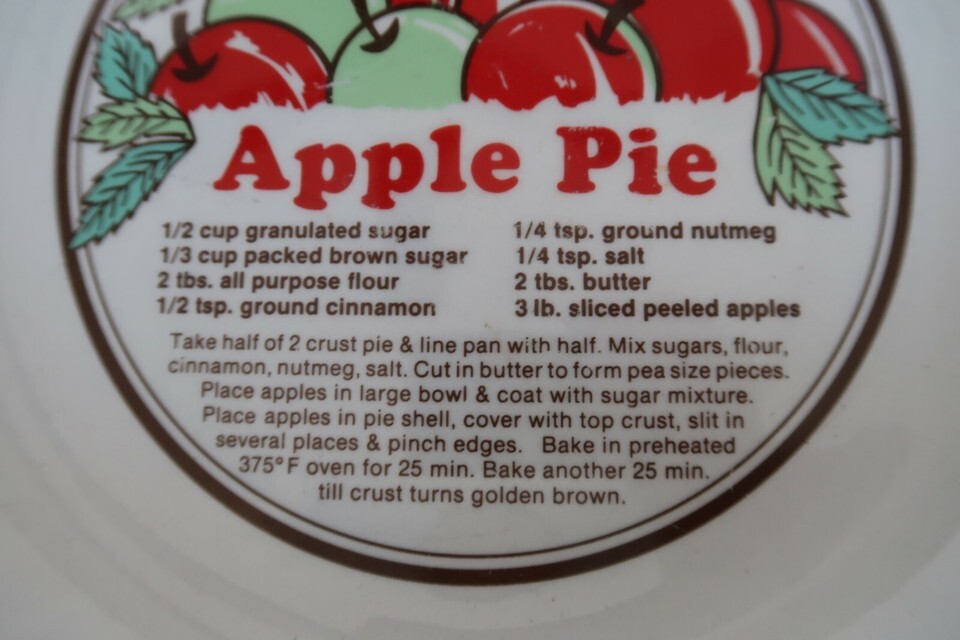 Apple Pie
1/2 cup granulated sugar
1/3 cup packed brown sugar
2 tbs. all purpose flour
1/2 tsp. ground cinnamon
1/4 tsp. ground nutmeg
1/4 tsp. salt
2 tbs. butter
3 lb. sliced peeled apples
Take half of 2 crust pie & line pan with half. Mix sugars, flour,
cinnamon, nutmeg, salt. Cut in butter to form pea size pieces.
Place apples in large bowl & coat with sugar mixture.
Place apples in pie shell, cover with top crust, slit in
several places & pinch edges. Bake in preheated
375° F oven for 25 min. Bake another 25 min.
till crust turns golden brown.